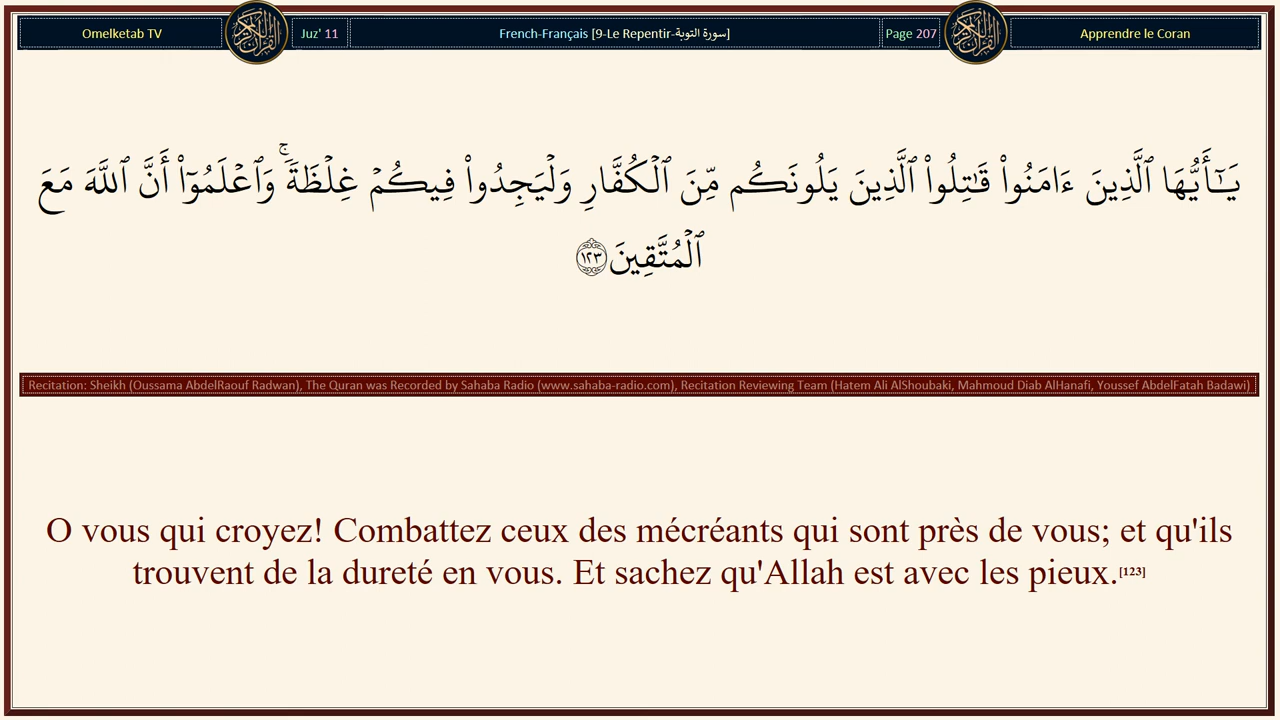 Omelketab TV
Juz' 11
French-Français [9-Le Repentir-سورة التوبة]
Page 207
Apprendre le Coran
يَـٰٓأَيُّهَا ٱلَّذِينَ ءَامَنُوا۟ قَـٰتِلُوا۟ ٱلَّذِينَ يَلُونَكُم مِّنَ ٱلْكُفَّارِ وَلْيَجِدُوا۟ فِيكُمْ غِلْظَةً ۚ وَٱعْلَمُوٓا۟ أَنَّ ٱللَّهَ مَعَ
ٱلْمُتَّقِينَ ١٢٣
Recitation: Sheikh (Oussama AbdelRaouf Radwan), The Quran was Recorded by Sahaba Radio (www.sahaba-radio.com), Recitation Reviewing Team (Hatem Ali AlShoubaki, Mahmoud Diab AlHanafi, Youssef AbdelFatah Badawi)
O vous qui croyez! Combattez ceux des mécréants qui sont près de vous; et qu'ils
trouvent de la dureté en vous. Et sachez qu'Allah est avec les pieux.[123]